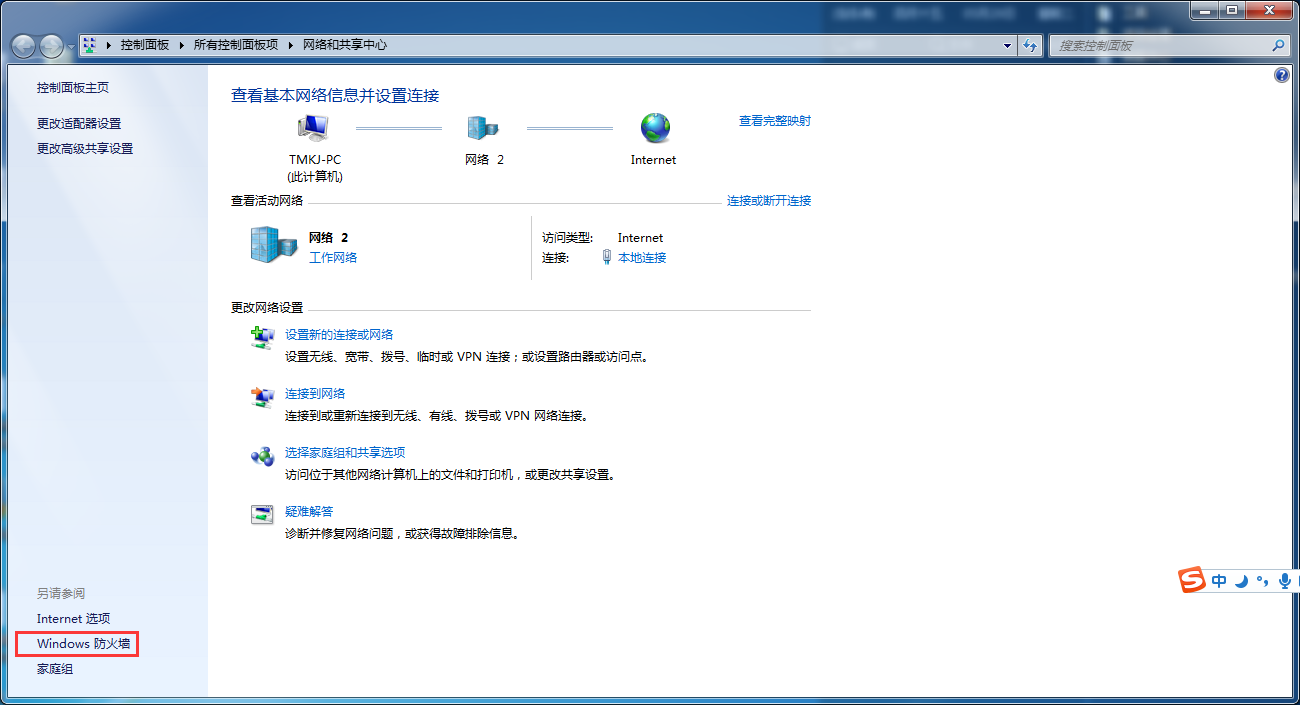 控制面板 ▸ 所有控制面板项 ▸ 网络和共享中心
搜索控制面板
控制面板主页
更改适配器设置
更改高级共享设置
查看基本网络信息并设置连接
查看完整映射
TMKJ-PC
(此计算机)
网络 2
Internet
查看活动网络
连接或断开连接
网络 2
工作网络
访问类型: Internet
连接: 本地连接
更改网络设置
设置新的连接或网络
设置无线、宽带、拨号、临时或 VPN 连接；或设置路由器或访问点。
连接到网络
连接到或重新连接到无线、有线、拨号或 VPN 网络连接。
选择家庭组和共享选项
访问位于其他网络计算机上的文件和打印机，或更改共享设置。
疑难解答
诊断并修复网络问题，或获得故障排除信息。
另请参阅
Internet 选项
Windows 防火墙
家庭组
S 中